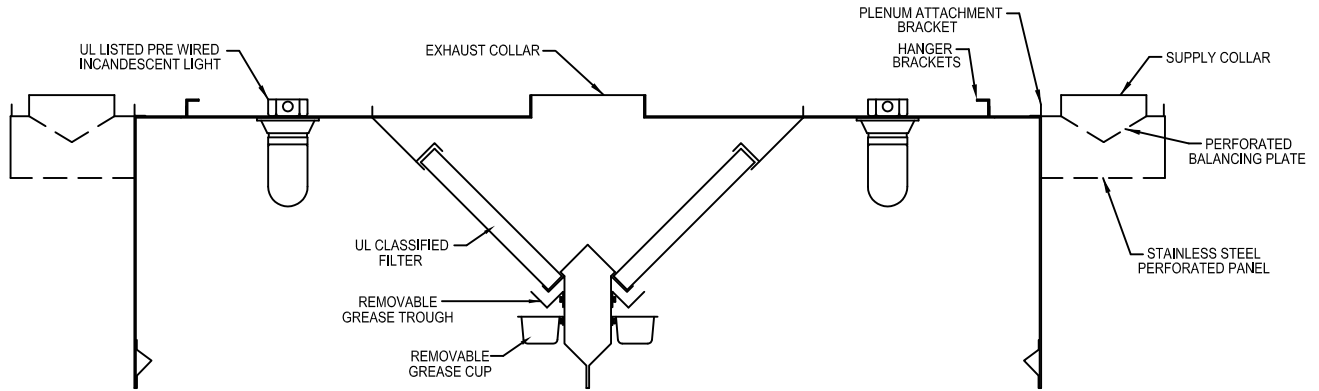 UL LISTED PRE WIRED
INCANDESCENT LIGHT
EXHAUST COLLAR
PLENUM ATTACHMENT
BRACKET
HANGER
BRACKETS
SUPPLY COLLAR
PERFORATED
BALANCING PLATE
UL CLASSIFIED
FILTER
STAINLESS STEEL
PERFORATED PANEL
REMOVABLE
GREASE TROUGH
REMOVABLE
GREASE CUP